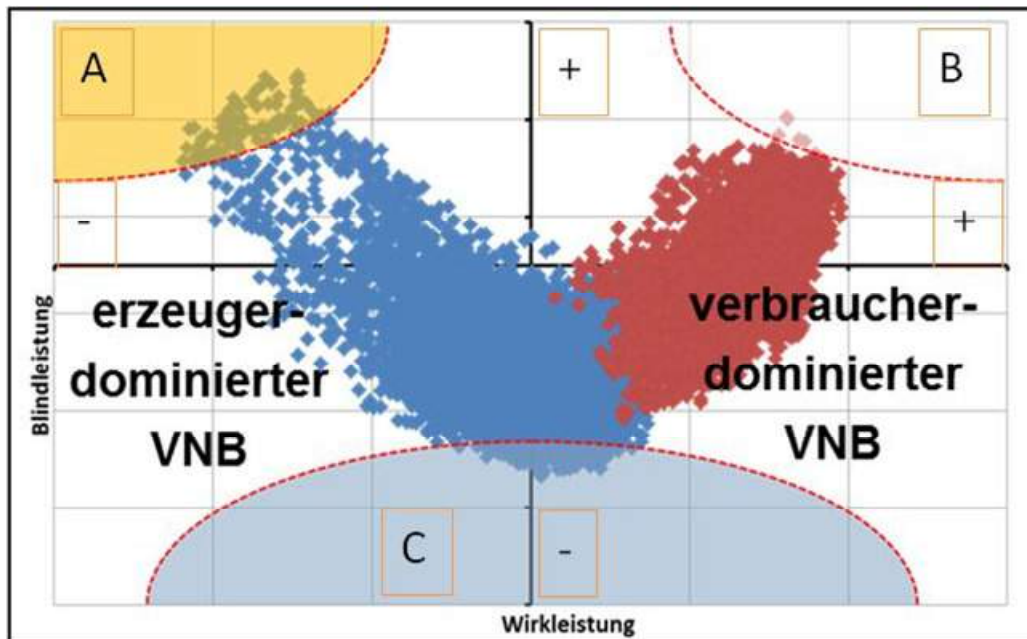 A
+
B
-
+
erzeuger-
dominierter
VNB
verbraucher-
dominierter
VNB
Blindleistung
C
-
Wirkleistung